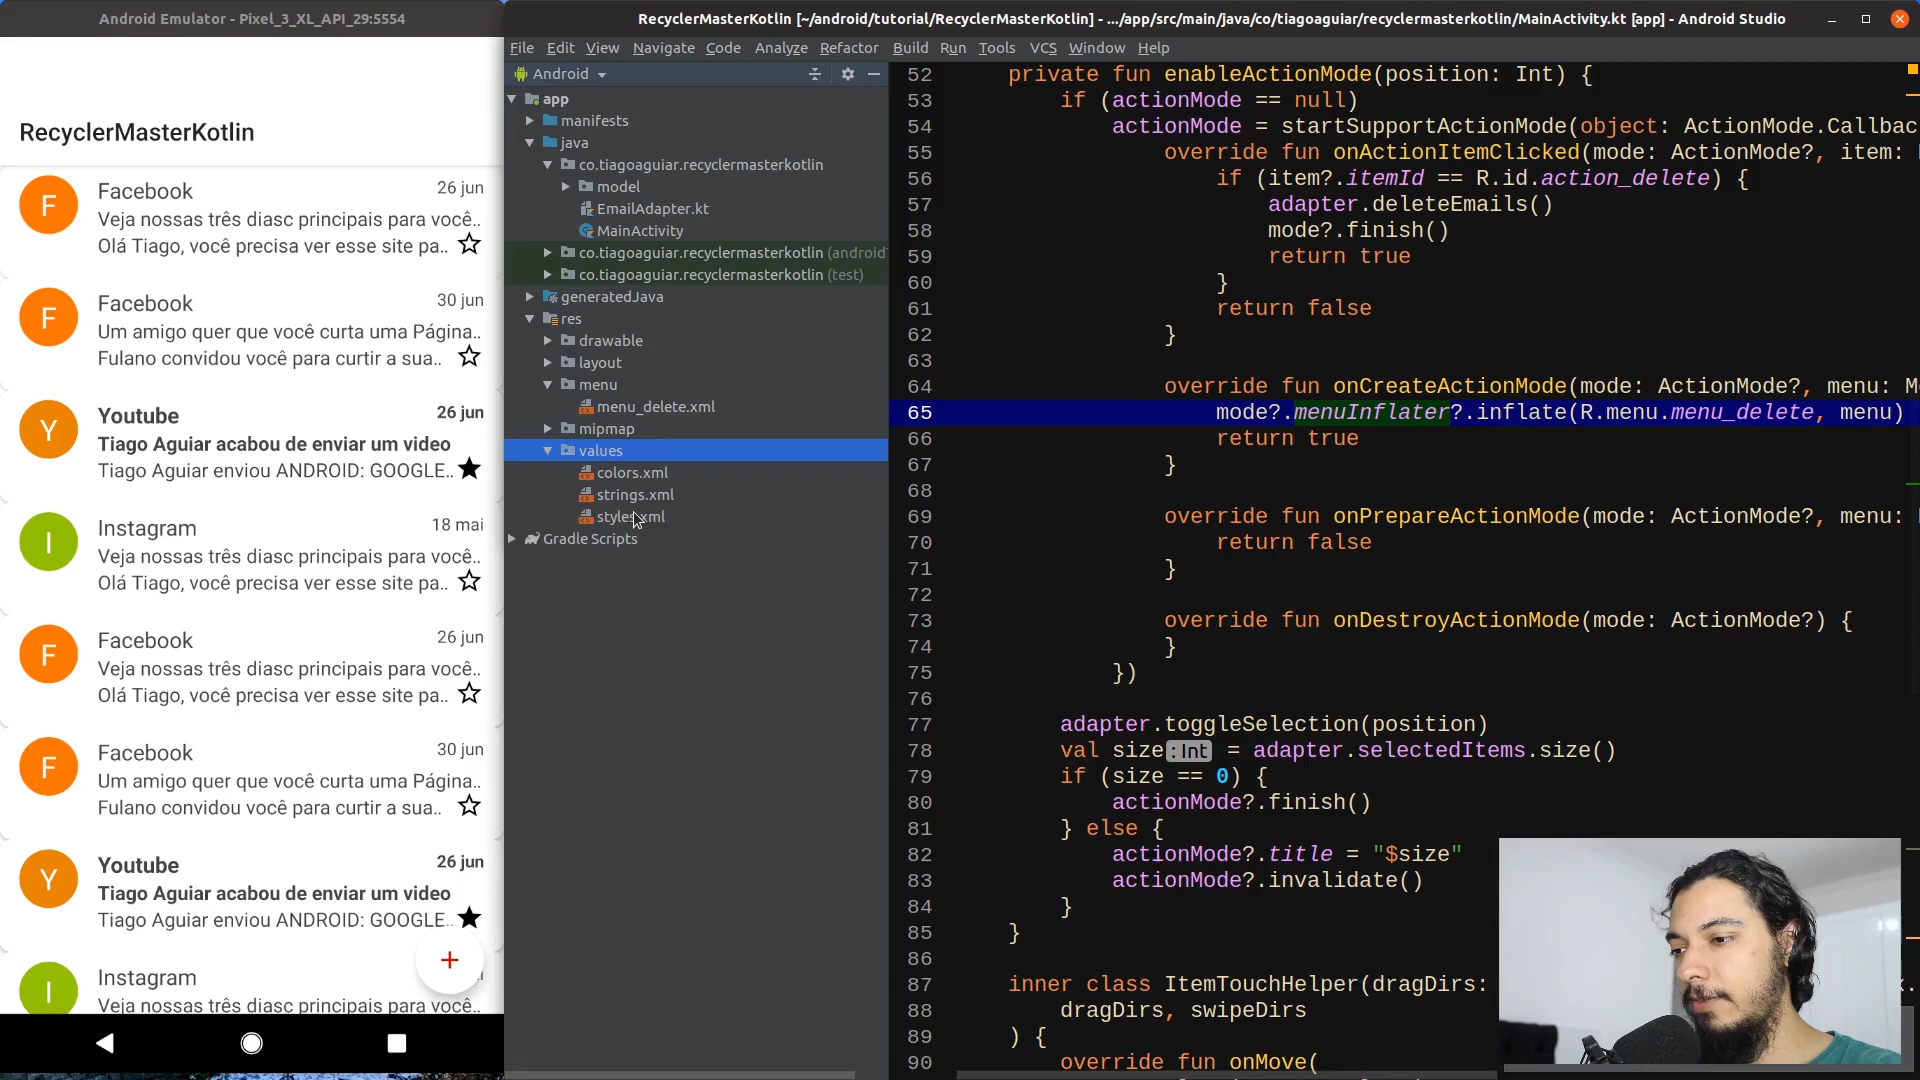 Android Emulator - Pixel_3_XL_API_29:5554
RecyclerMasterKotlin
Facebook
26 jun
Veja nossas três diasc principais para você..
Olá Tiago, você precisa ver esse site pa..
Facebook
30 jun
Um amigo quer que você curta uma Página..
Fulano convidou você para curtir a sua..
Youtube
26 jun
Tiago Aguiar acabou de enviar um video
Tiago Aguiar enviou ANDROID: GOOGLE..
Instagram
18 mai
Veja nossas três diasc principais para você..
Olá Tiago, você precisa ver esse site pa..
Facebook
26 jun
Veja nossas três diasc principais para você..
Olá Tiago, você precisa ver esse site pa..
Facebook
30 jun
Um amigo quer que você curta uma Página..
Fulano convidou você para curtir a sua..
Youtube
26 jun
Tiago Aguiar acabou de enviar um video
Tiago Aguiar enviou ANDROID: GOOGLE..
Instagram
Veja nossas três diasc principais para você..
F
F
Y
I
F
F
Y
I
RecyclerMasterKotlin [~/android/tutorial/RecyclerMasterKotlin] - .../app/src/main/java/co/tiagoaguiar/recyclermasterkotlin/MainActivity.kt [app] - Android Studio
File Edit View Navigate Code Analyze Refactor Build Run Tools VCS Window Help
Android
app
manifests
java
co.tiagoaguiar.recyclermasterkotlin
model
EmailAdapter.kt
MainActivity
co.tiagoaguiar.recyclermasterkotlin (android
co.tiagoaguiar.recyclermasterkotlin (test)
generatedJava
res
drawable
layout
menu
menu_delete.xml
mipmap
values
colors.xml
strings.xml
styles.xml
Gradle Scripts
52 private fun enableActionMode(position: Int) {
53 if (actionMode == null)
54 actionMode = startSupportActionMode(object: ActionMode.Callbac
55 override fun onActionItemClicked(mode: ActionMode?, item:
56 if (item?.itemId == R.id.action_delete) {
57 adapter.deleteEmails()
58 mode?.finish()
59 return true
60 }
61 return false
62 }
63
64 override fun onCreateActionMode(mode: ActionMode?, menu: M
65 mode?.menuInflater?.inflate(R.menu.menu_delete, menu)
66 return true
67 }
68
69 override fun onPrepareActionMode(mode: ActionMode?, menu:
70 return false
71 }
72
73 override fun onDestroyActionMode(mode: ActionMode?) {
74 }
75 })
76
77 adapter.toggleSelection(position)
78 val size :Int = adapter.selectedItems.size()
79 if (size == 0) {
80 actionMode?.finish()
81 } else {
82 actionMode?.title = "$size"
83 actionMode?.invalidate()
84 }
85 }
86
87 inner class ItemTouchHelper(dragDirs:
88 dragDirs, swipeDirs
89 ) {
90 override fun onMove(